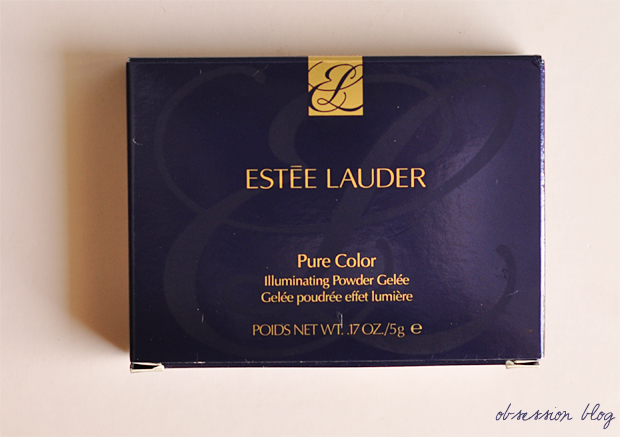 EL
ESTĒE LAUDER
Pure Color
Illuminating Powder Gelée
Gelée poudrée effet lumière
POIDS NET WT. .17 OZ./5g ℮
obsession blog